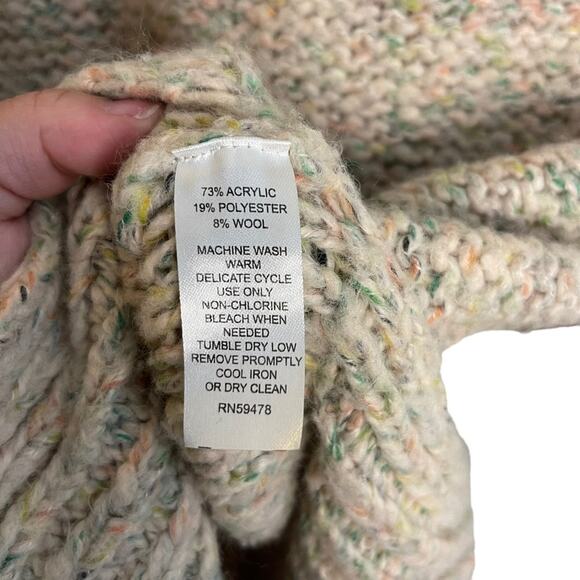 73% ACRYLIC
19% POLYESTER
8% WOOL
MACHINE WASH
WARM
DELICATE CYCLE
USE ONLY
NON-CHLORINE
BLEACH WHEN
NEEDED
TUMBLE DRY LOW
REMOVE PROMPTLY
COOL IRON
OR DRY CLEAN
RN59478